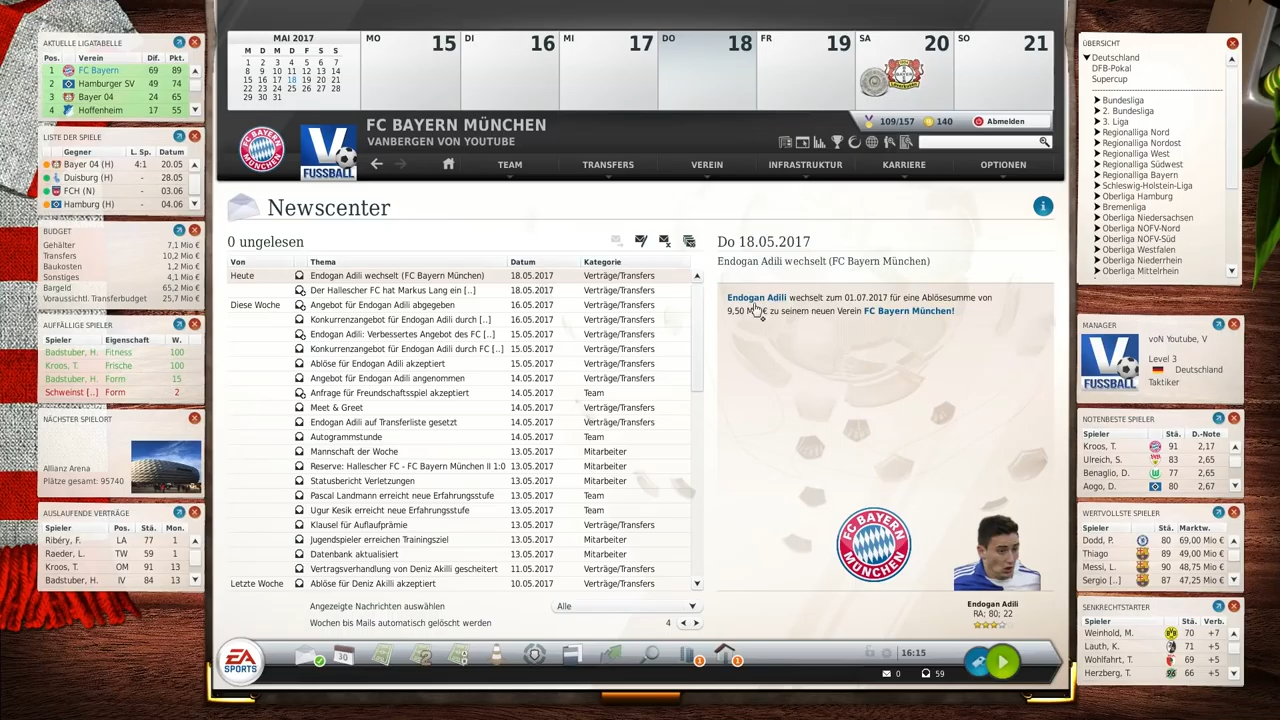 AKTUELLE LIGATABELLE
Pos. Verein Dif. Pkt.
1 FC Bayern 69 89
2 Hamburger SV 49 74
3 Bayer 04 24 65
4 Hoffenheim 17 55
LISTE DER SPIELE
Gegner L. Sp. Datum
Bayer 04 (H) 4:1 20.05
Duisburg (H) - 28.05
FCH (N) - 03.06
Hamburg (H) - 04.06
BUDGET
Gehälter 7,1 Mio €
Transfers 10,2 Mio €
Baukosten 1,2 Mio €
Sonstiges 4,1 Mio €
Bargeld 65,2 Mio €
Voraussichtl. Transferbudget 25,7 Mio €
AUFFÄLLIGE SPIELER
Spieler Eigenschaft W.
Badstuber, H. Fitness 100
Kroos, T. Frische 100
Badstuber, H. Form 15
Schweinst [..] Form 2
NÄCHSTER SPIELORT
Allianz Arena
Plätze gesamt: 95740
AUSLAUFENDE VERTRÄGE
Spieler Pos. Stä. Mon.
Ribéry, F. LA 77 1
Raeder, L. TW 59 1
Kroos, T. OM 91 13
Badstuber, H. IV 84 13
MAI 2017
M D M D F S S
1 2 3 4 5 6 7
8 9 10 11 12 13 14
15 16 17 18 19 20 21
22 23 24 25 26 27 28
29 30 31
MO 15 DI 16 MI 17 DO 18 FR 19 SA 20 SO 21
109/157 140 Abmelden
FC BAYERN MÜNCHEN
VANBERGEN VON YOUTUBE
V
FUSSBALL
TEAM TRANSFERS VEREIN INFRASTRUKTUR KARRIERE OPTIONEN
Newscenter
0 ungelesen
Von Thema Datum Kategorie
Heute Endogan Adili wechselt (FC Bayern München) 18.05.2017 Verträge/Transfers
Der Hallescher FC hat Markus Lang ein [..] 18.05.2017 Verträge/Transfers
Diese Woche Angebot für Endogan Adili abgegeben 16.05.2017 Verträge/Transfers
Konkurrenzangebot für Endogan Adili durch [..] 16.05.2017 Verträge/Transfers
Endogan Adili: Verbessertes Angebot des FC [..] 15.05.2017 Verträge/Transfers
Konkurrenzangebot für Endogan Adili durch FC [..] 15.05.2017 Verträge/Transfers
Ablöse für Endogan Adili akzeptiert 15.05.2017 Verträge/Transfers
Angebot für Endogan Adili angenommen 14.05.2017 Verträge/Transfers
Anfrage für Freundschaftsspiel akzeptiert 14.05.2017 Team
Meet & Greet 14.05.2017 Verträge/Transfers
Endogan Adili auf Transferliste gesetzt 14.05.2017 Verträge/Transfers
Autogrammstunde 14.05.2017 Team
Mannschaft der Woche 14.05.2017 Mitarbeiter
Reserve: Hallescher FC - FC Bayern München II 1:0 13.05.2017 Mitarbeiter
Statusbericht Verletzungen 13.05.2017 Mitarbeiter
Pascal Landmann erreicht neue Erfahrungsstufe 13.05.2017 Team
Ugur Kesik erreicht neue Erfahrungsstufe 13.05.2017 Team
Klausel für Auflaufprämie 13.05.2017 Verträge/Transfers
Jugendspieler erreichen Trainingsziel 13.05.2017 Mitarbeiter
Datenbank aktualisiert 13.05.2017 Mitarbeiter
Vertragsverhandlung von Deniz Akilli gescheitert 11.05.2017 Verträge/Transfers
Letzte Woche Ablöse für Deniz Akilli akzeptiert 10.05.2017 Verträge/Transfers
Angezeigte Nachrichten auswählen Alle
Wochen bis Mails automatisch gelöscht werden 4
Do 18.05.2017
Endogan Adili wechselt (FC Bayern München)
Endogan Adili wechselt zum 01.07.2017 für eine Ablösesumme von
9,50 € zu seinem neuen Verein FC Bayern München!
FC BAYERN
MÜNCHEN
Endogan Adili
RA; 80; 22
EA
SPORTS
30
2
1 1
16:15
0 59
ÜBERSICHT
Deutschland
DFB-Pokal
Supercup
Bundesliga
2. Bundesliga
3. Liga
Regionalliga Nord
Regionalliga Nordost
Regionalliga West
Regionalliga Südwest
Regionalliga Bayern
Schleswig-Holstein-Liga
Oberliga Hamburg
Bremenliga
Oberliga Niedersachsen
Oberliga NOFV-Nord
Oberliga NOFV-Süd
Oberliga Westfalen
Oberliga Niederrhein
Oberliga Mittelrhein
MANAGER
V
FUSSBALL
voN Youtube, V
Level 3
Deutschland
Taktiker
NOTENBESTE SPIELER
Spieler Stä. D.-Note
Kroos, T. 91 2,17
Ulreich, S. 83 2,65
Benaglio, D. 77 2,65
Aogo, D. 80 2,67
WERTVOLLSTE SPIELER
Spieler Stä. Marktw.
Dodd, P. 80 69,00 Mio €
Thiago 89 49,00 Mio €
Messi, L. 90 48,75 Mio €
Sergio [..] 87 47,25 Mio €
SENKRECHTSTARTER
Spieler Stä. Verb.
Weinhold, M. 70 +7
Lauth, K. 71 +5
Wohlfahrt, T. 69 +5
Herzberg, T. 66 +5